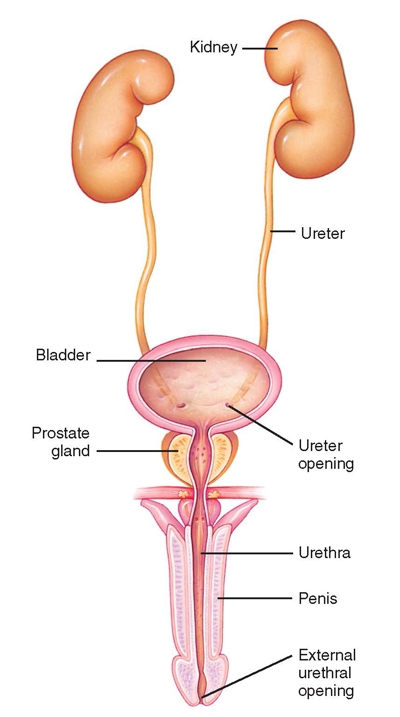 Kidney
Ureter
Bladder
Prostate
gland
Ureter
opening
Urethra
Penis
External
urethral
opening